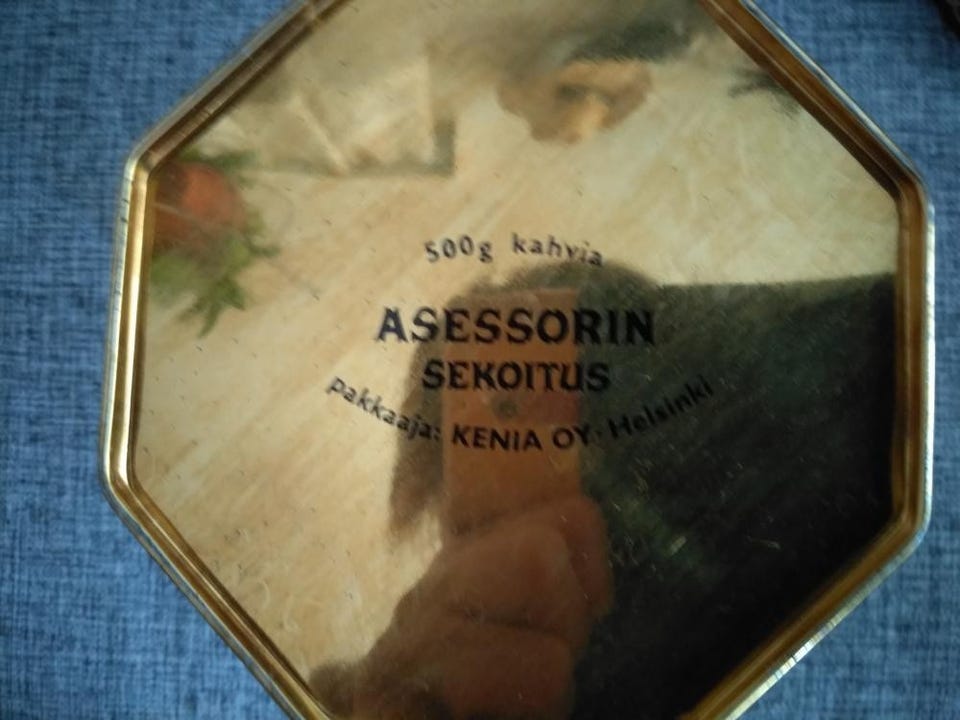 500g kahvia
ASESSORIN
SEKOITUS
pakkaaja: KENIA OY. Helsinki